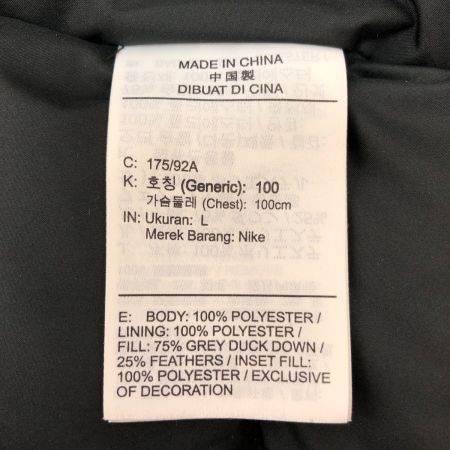 MADE IN CHINA
中国製
DIBUAT DI CINA
C: 175/92A
K: 호칭 (Generic): 100
가슴둘레 (Chest): 100cm
IN: Ukuran: L
Merek Barang: Nike
E: BODY: 100% POLYESTER /
LINING: 100% POLYESTER /
FILL: 75% GREY DUCK DOWN /
25% FEATHERS / INSET FILL:
100% POLYESTER / EXCLUSIVE
OF DECORATION